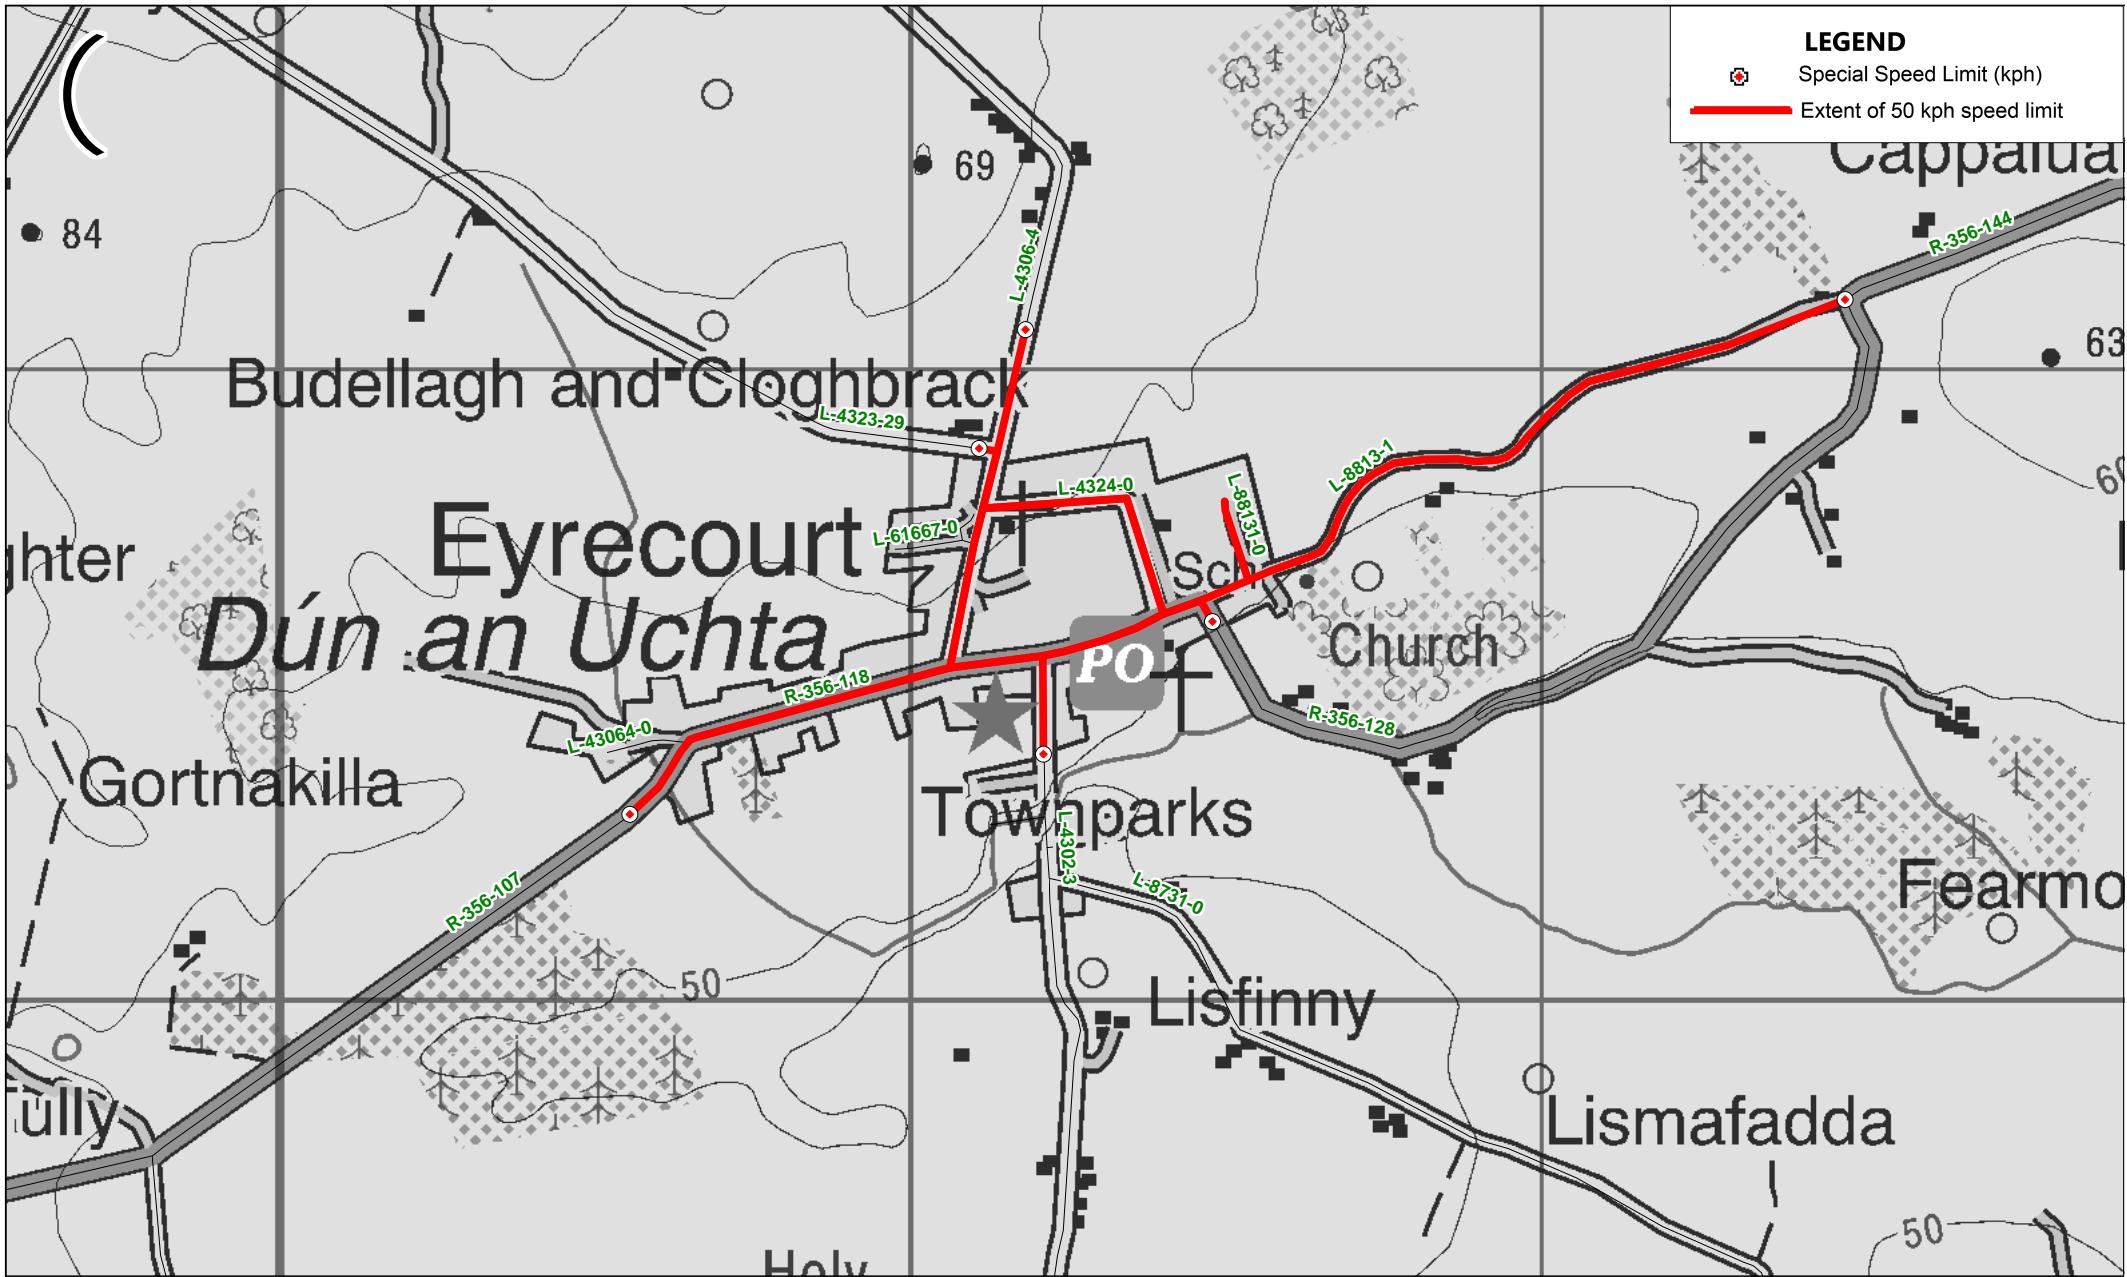 LEGEND
Special Speed Limit (kph)
Extent of 50 kph speed limit
69
84
R-356-144
L-4306-4
63
Budellagh and Cloghbrack
L-4323-29
L-8813-1
L-4324-0
L-88131-0
Eyrecourt
L-61667-0
ghter
Sch
Dún an Uchta
Church
PO
R-356-118
R-356-128
L-43064-0
Gortnakilla
Townparks
L-4302-3
L-8731-0
R-356-107
Fearmo
50
Lisfinny
ully
Lismafadda
50
Holy